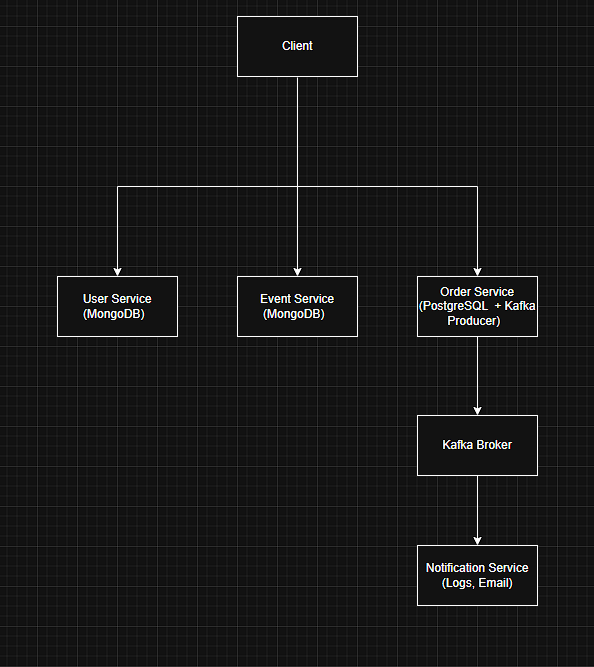 Client
User Service
(MongoDB)
Event Service
(MongoDB)
Order Service
(PostgreSQL + Kafka
Producer)
Kafka Broker
Notification Service
(Logs, Email)